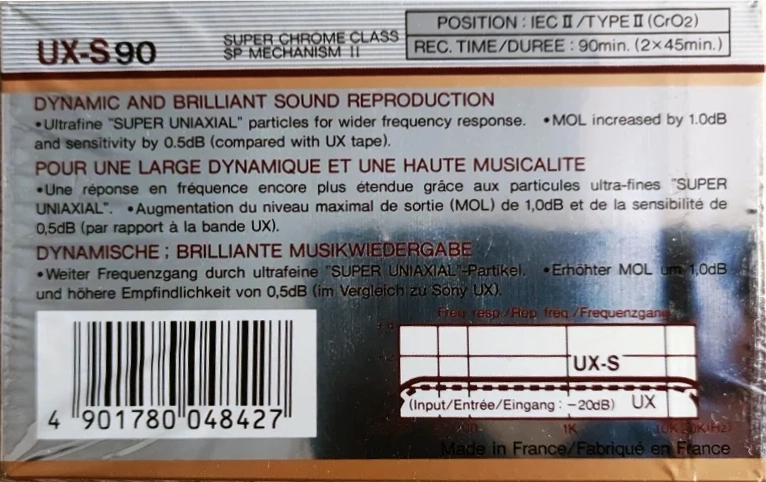 UX-S 90
SUPER CHROME CLASS
SP MECHANISM II
POSITION : IEC II /TYPE II (CrO2)
REC. TIME/DUREE : 90min. (2×45min.)
DYNAMIC AND BRILLIANT SOUND REPRODUCTION
•Ultrafine "SUPER UNIAXIAL" particles for wider frequency response. •MOL increased by 1.0dB
and sensitivity by 0.5dB (compared with UX tape).
POUR UNE LARGE DYNAMIQUE ET UNE HAUTE MUSICALITE
•Une réponse en fréquence encore plus étendue grâce aux particules ultra-fines "SUPER
UNIAXIAL". •Augmentation du niveau maximal de sortie (MOL) de 1,0dB et de la sensibilité de
0,5dB (par rapport à la bande UX).
DYNAMISCHE ; BRILLIANTE MUSIKWIEDERGABE
•Weiter Frequenzgang durch ultrafeine "SUPER UNIAXIAL"-Partikel. •Erhöhter MOL um 1,0dB
und höhere Empfindlichkeit von 0,5dB (im Vergleich zu Sony UX).
Freq resp./Rép fréq /Frequenzgang
UX-S
(Input/Entrée/Eingang : −20dB) UX
1K 10K 20K(Hz)
4 901780 048427
Made in France/Fabriqué en France